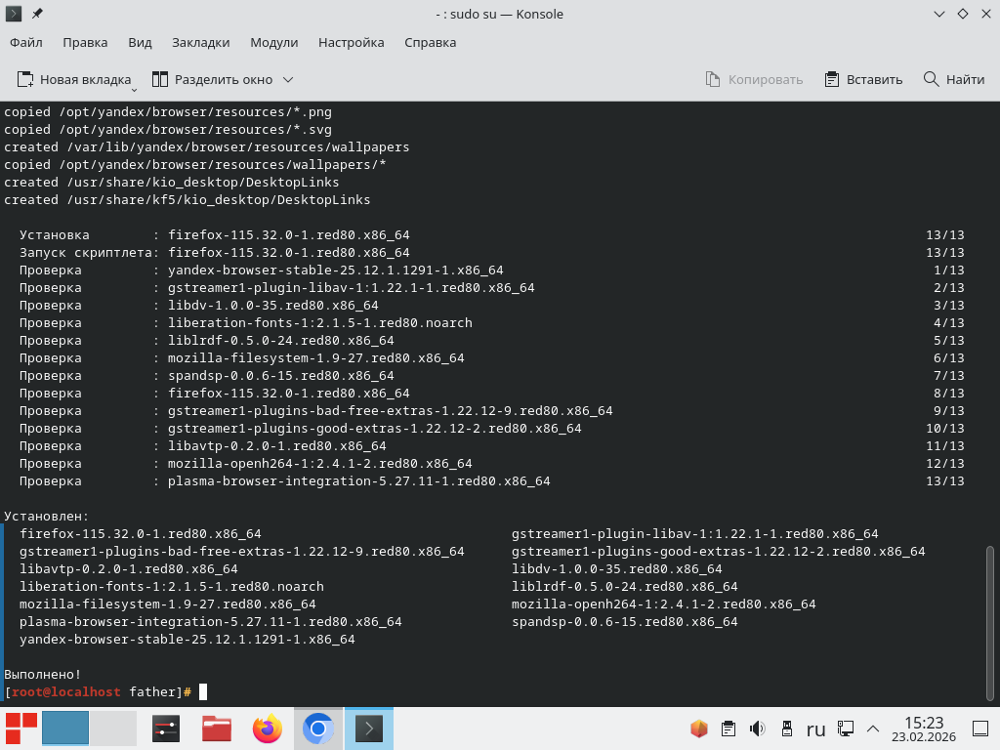 - : sudo su — Konsole
Файл Правка Вид Закладки Модули Настройка Справка
Новая вкладка Разделить окно Копировать Вставить Найти
copied /opt/yandex/browser/resources/*.png
copied /opt/yandex/browser/resources/*.svg
created /var/lib/yandex/browser/resources/wallpapers
copied /opt/yandex/browser/resources/wallpapers/*
created /usr/share/kio_desktop/DesktopLinks
created /usr/share/kf5/kio_desktop/DesktopLinks
Установка : firefox-115.32.0-1.red80.x86_64 13/13
Запуск скриптлета: firefox-115.32.0-1.red80.x86_64 13/13
Проверка : yandex-browser-stable-25.12.1.1291-1.x86_64 1/13
Проверка : gstreamer1-plugin-libav-1:1.22.1-1.red80.x86_64 2/13
Проверка : libdv-1.0.0-35.red80.x86_64 3/13
Проверка : liberation-fonts-1:2.1.5-1.red80.noarch 4/13
Проверка : liblrdf-0.5.0-24.red80.x86_64 5/13
Проверка : mozilla-filesystem-1.9-27.red80.x86_64 6/13
Проверка : spandsp-0.0.6-15.red80.x86_64 7/13
Проверка : firefox-115.32.0-1.red80.x86_64 8/13
Проверка : gstreamer1-plugins-bad-free-extras-1.22.12-9.red80.x86_64 9/13
Проверка : gstreamer1-plugins-good-extras-1.22.12-2.red80.x86_64 10/13
Проверка : libavtp-0.2.0-1.red80.x86_64 11/13
Проверка : mozilla-openh264-1:2.4.1-2.red80.x86_64 12/13
Проверка : plasma-browser-integration-5.27.11-1.red80.x86_64 13/13
Установлен:
firefox-115.32.0-1.red80.x86_64 gstreamer1-plugin-libav-1:1.22.1-1.red80.x86_64
gstreamer1-plugins-bad-free-extras-1.22.12-9.red80.x86_64 gstreamer1-plugins-good-extras-1.22.12-2.red80.x86_64
libavtp-0.2.0-1.red80.x86_64 libdv-1.0.0-35.red80.x86_64
liberation-fonts-1:2.1.5-1.red80.noarch liblrdf-0.5.0-24.red80.x86_64
mozilla-filesystem-1.9-27.red80.x86_64 mozilla-openh264-1:2.4.1-2.red80.x86_64
plasma-browser-integration-5.27.11-1.red80.x86_64 spandsp-0.0.6-15.red80.x86_64
yandex-browser-stable-25.12.1.1291-1.x86_64
Выполнено!
[root@localhost father]#
ru 15:23
23.02.2026